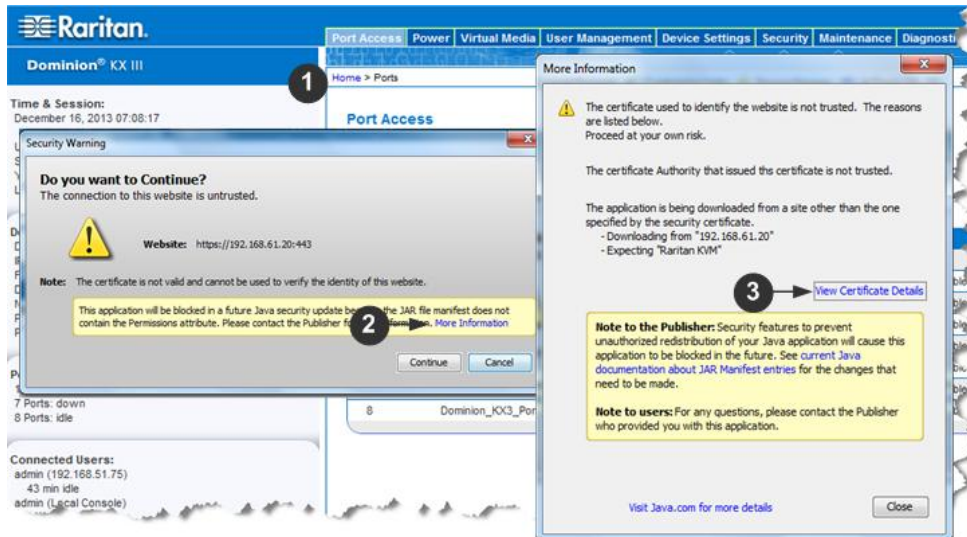 Raritan.
Dominion® KX III
Port Access Power Virtual Media User Management Device Settings Security Maintenance Diagnosti
1
Home > Ports
Time & Session:
December 16, 2013 07:08:17
Port Access
Security Warning
Do you want to Continue?
The connection to this website is untrusted.
Website: https://192.168.61.20:443
Note: The certificate is not valid and cannot be used to verify the identity of this website.
This application will be blocked in a future Java security update the JAR file manifest does not
contain the Permissions attribute. Please contact the Publisher More Information
2
Continue Cancel
7 Ports: down
8 Ports: idle
8 Dominion_KX3_Por
Connected Users:
admin (192.168.51.75)
43 min idle
admin (Local Console)
More Information
The certificate used to identify the website is not trusted. The reasons
are listed below.
Proceed at your own risk.
The certificate Authority that issued ths certificate is not trusted.
The application is being downloaded from a site other than the one
specified by the security certificate.
- Downloading from "192.168.61.20"
- Expecting "Raritan KVM"
3
View Certificate Details
Note to the Publisher: Security features to prevent
unauthorized redistribution of your Java application will cause this
application to be blocked in the future. See current Java
documentation about JAR Manifest entries for the changes that
need to be made.
Note to users: For any questions, please contact the Publisher
who provided you with this application.
Visit Java.com for more details
Close